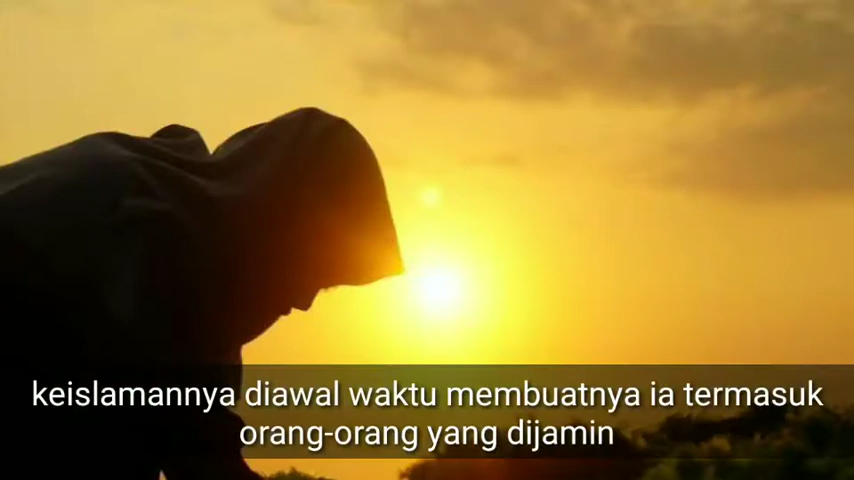 keislamannya diawal waktu membuatnya ia termasuk
orang-orang yang dijamin